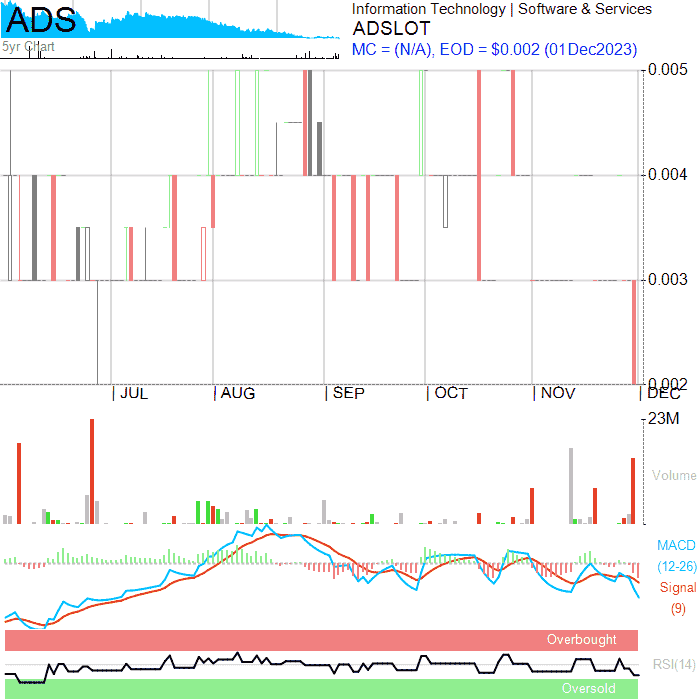 ADS
5yr Chart
Information Technology | Software & Services
ADSLOT
MC = (N/A), EOD = $0.002 (01Dec2023)
0.005
0.004
0.003
0.002
| JUL | AUG | SEP | OCT | NOV | DEC
23M
Volume
MACD
(12-26)
Signal
(9)
Overbought
RSI(14)
Oversold